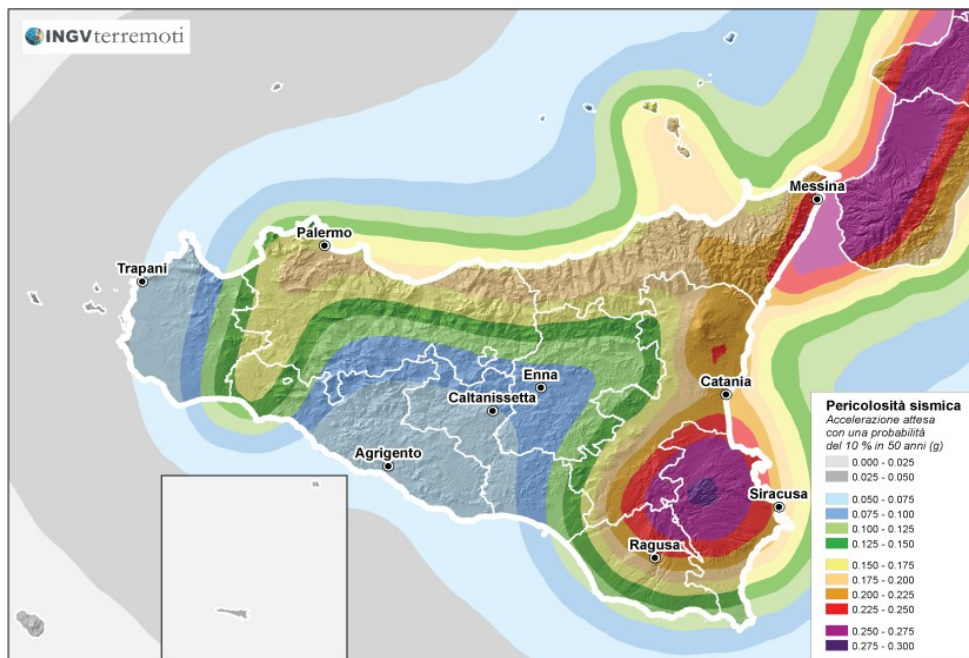 INGVterremoti
Messina
Palermo
Trapani
Enna
Caltanissetta
Catania
Agrigento
Siracusa
Ragusa
Pericolosità sismica
Accelerazione attesa
con una probabilità
del 10 % in 50 anni (g)
0.000 - 0.025
0.025 - 0.050
0.050 - 0.075
0.075 - 0.100
0.100 - 0.125
0.125 - 0.150
0.150 - 0.175
0.175 - 0.200
0.200 - 0.225
0.225 - 0.250
0.250 - 0.275
0.275 - 0.300